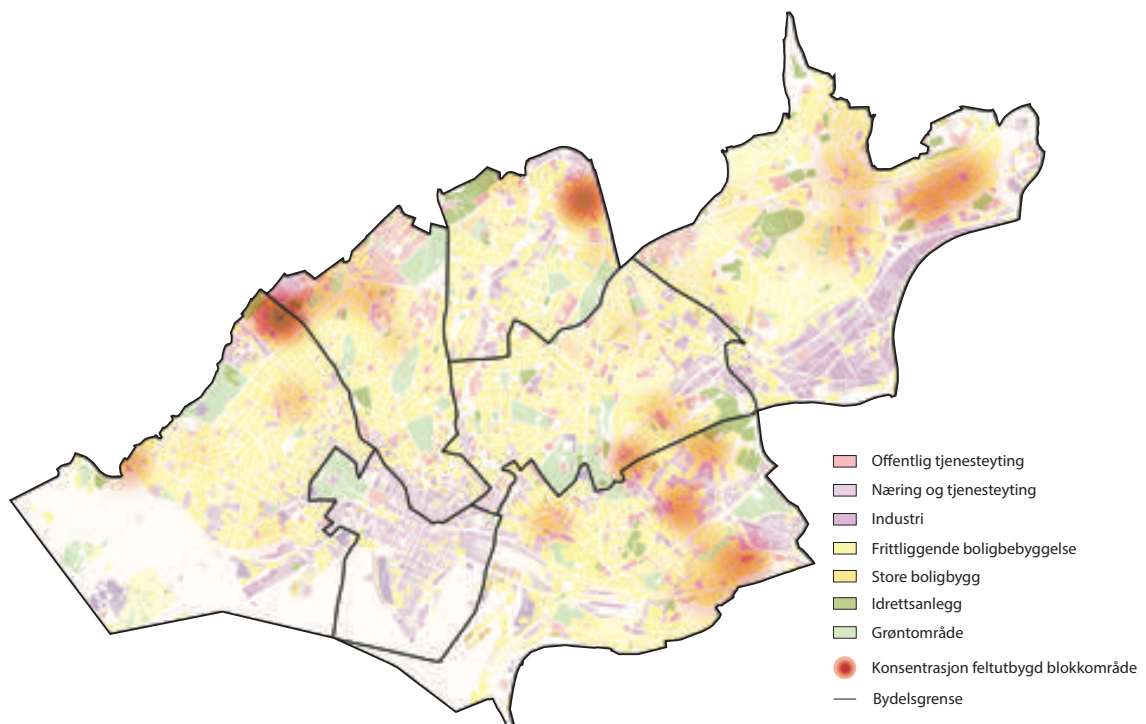 Offentlig tjenesteyting
Næring og tjenesteyting
Industri
Frittliggende boligbebyggelse
Store boligbygg
Idrettsanlegg
Grøntområde
Konsentrasjon feltutbygd blokkområde
Bydelsgrense